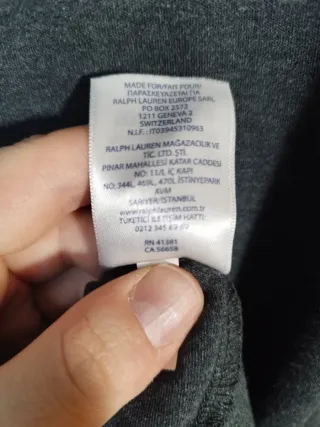 MADE FOR/FAIT POUR/
ΠΑΡΑΣΚΕΥΑΖΕΤΑΙ ΓΙΑ
RALPH LAUREN EUROPE SARL
PO BOX 2373
1211 GENEVA 2
SWITZERLAND
N.I.F.: IT03945310963
RALPH LAUREN MAĞAZACILIK VE
TİC. LTD. ŞTİ.
PINAR MAHALLESİ KATAR CADDESİ
NO: 11/L İÇ KAPI
NO: 344L, 469L, 470L İSTİNYEPARK
AVM
SARIYER/İSTANBUL
www.ralphlauren.com.tr
TÜKETİCİ İLETİŞİM HATTI:
0212 345 69 69
RN 41381
CA 56658